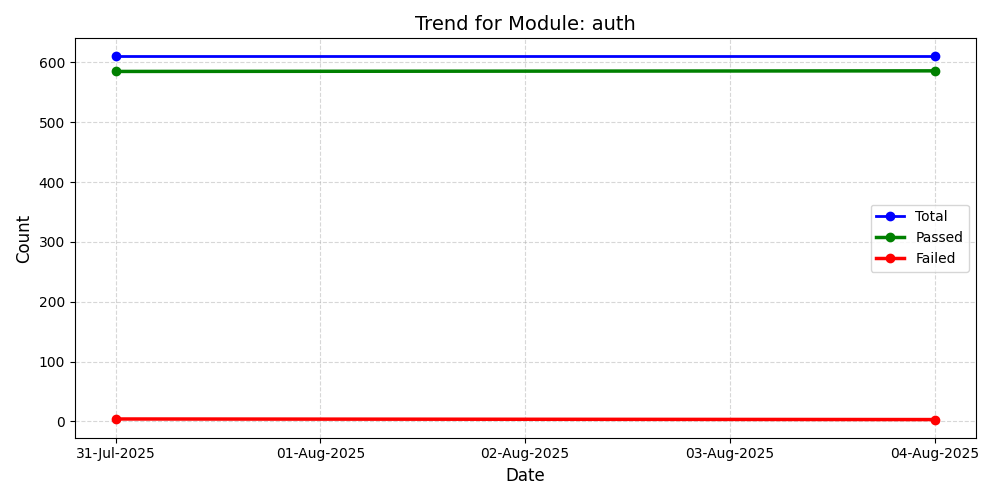 Trend for Module: auth
Count
600
500
400
300
200
100
0
Total
Passed
Failed
31-Jul-2025
01-Aug-2025
02-Aug-2025
03-Aug-2025
04-Aug-2025
Date